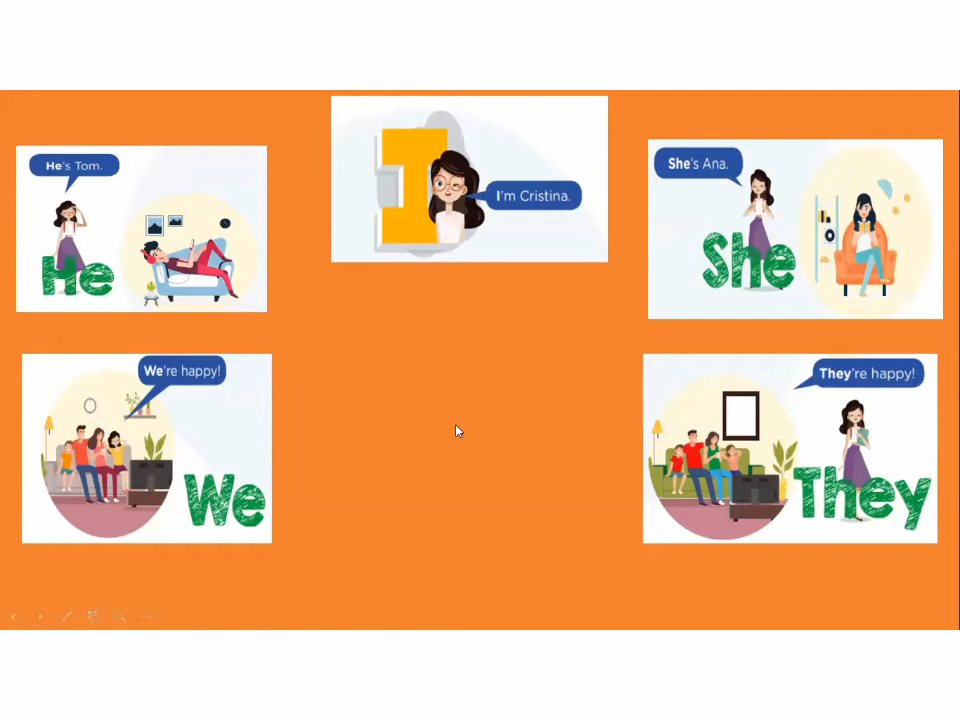 I
I'm Cristina.
He's Tom.
He
She's Ana.
She
We're happy!
We
They're happy!
They